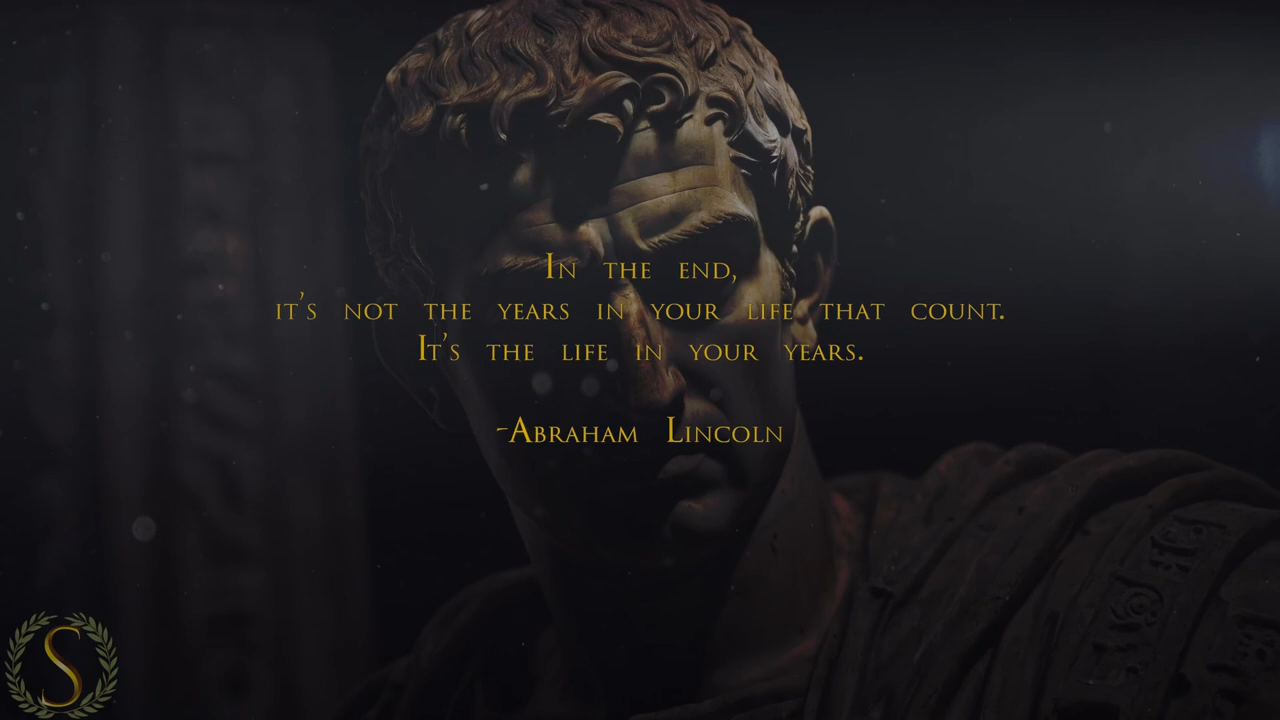 In the end,
it's not the years in your life that count.
It's the life in your years.
-Abraham Lincoln
S